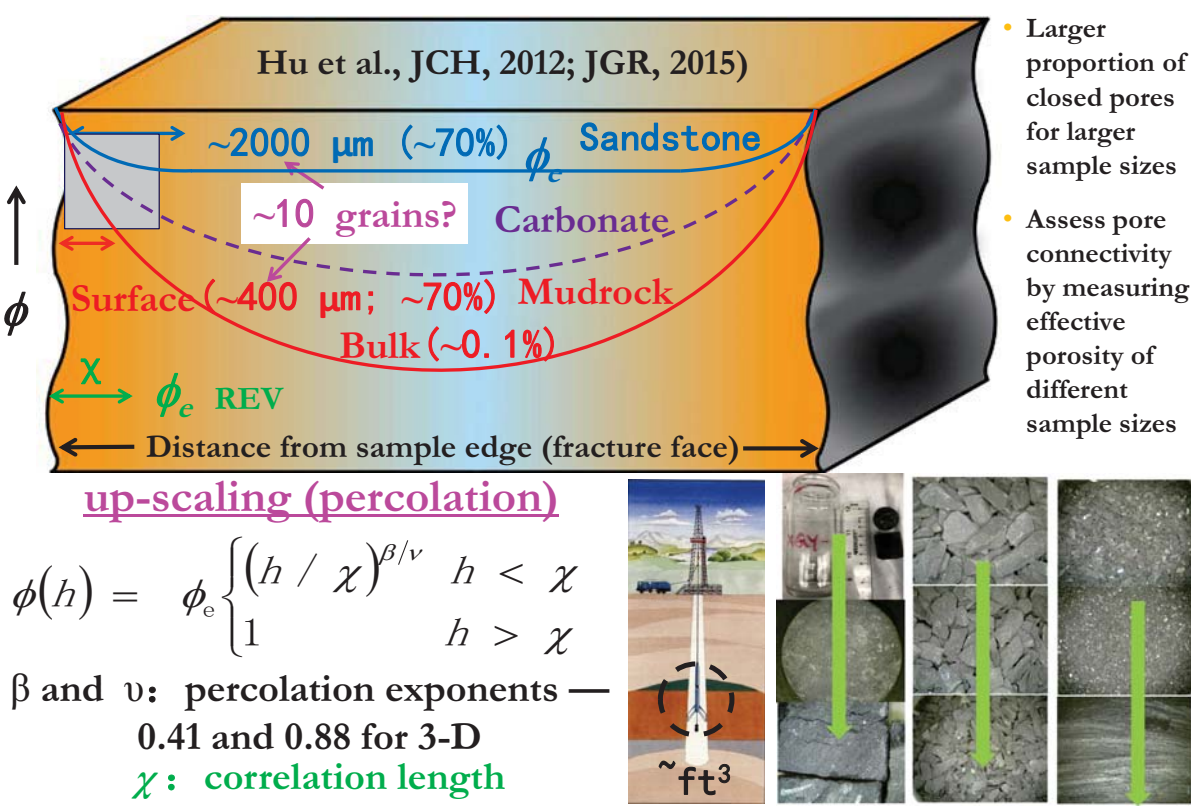 Hu et al., JCH, 2012; JGR, 2015)
~2000 μm (~70%) ϕe Sandstone
~10 grains?
Carbonate
Surface (~400 μm; ~70%) Mudrock
Bulk (~0.1%)
ϕ
χ
ϕe REV
Distance from sample edge (fracture face)
• Larger
proportion of
closed pores
for larger
sample sizes
• Assess pore
connectivity
by measuring
effective
porosity of
different
sample sizes
up-scaling (percolation)
ϕ(h) = ϕe { (h / χ)^β/ν h < χ
1 h > χ
β and υ: percolation exponents —
0.41 and 0.88 for 3-D
χ: correlation length
~ft³